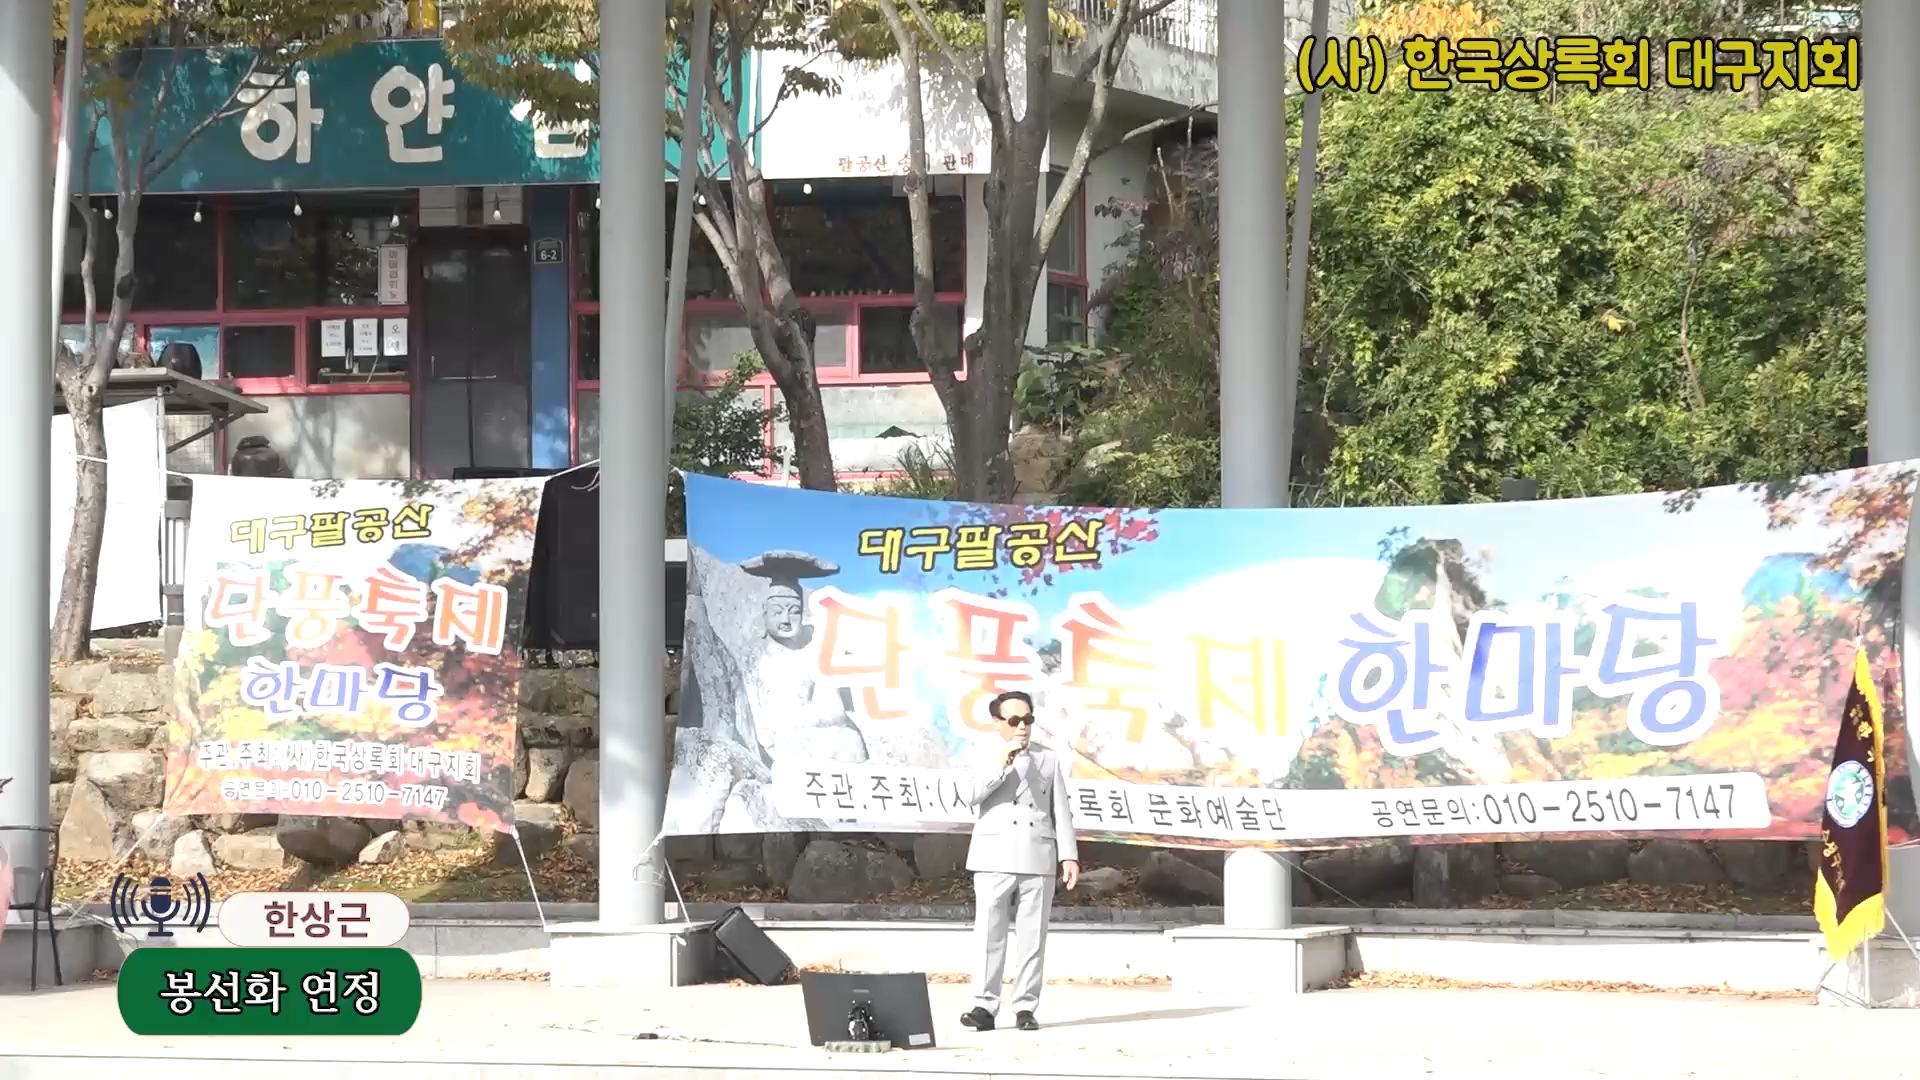 (사) 한국상록회 대구지회
하얀
팔공산 송이 판매
6-2
대구팔공산
단풍축제
한마당
주관.주최:(사)한국상록회 대구지회
공연문의:010-2510-7147
대구팔공산
단풍축제 한마당
주관.주최:(사 상록회 문화예술단 공연문의:010-2510-7147
한상근
봉선화 연정